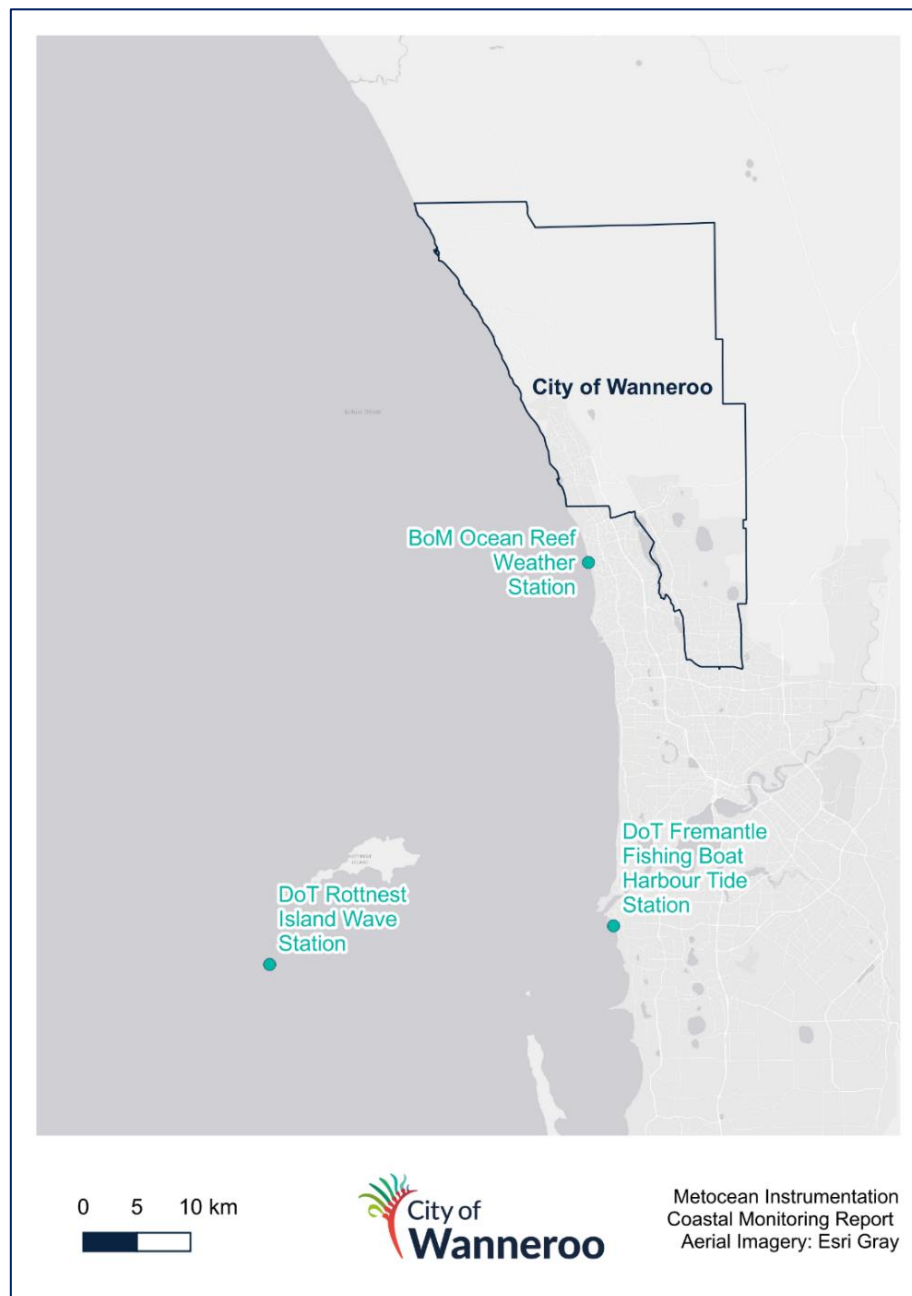 City of Wanneroo
BoM Ocean Reef
Weather
Station
DoT Fremantle
Fishing Boat
Harbour Tide
Station
DoT Rottnest
Island Wave
Station
0 5 10 km
City of
Wanneroo
Metocean Instrumentation
Coastal Monitoring Report
Aerial Imagery: Esri Gray